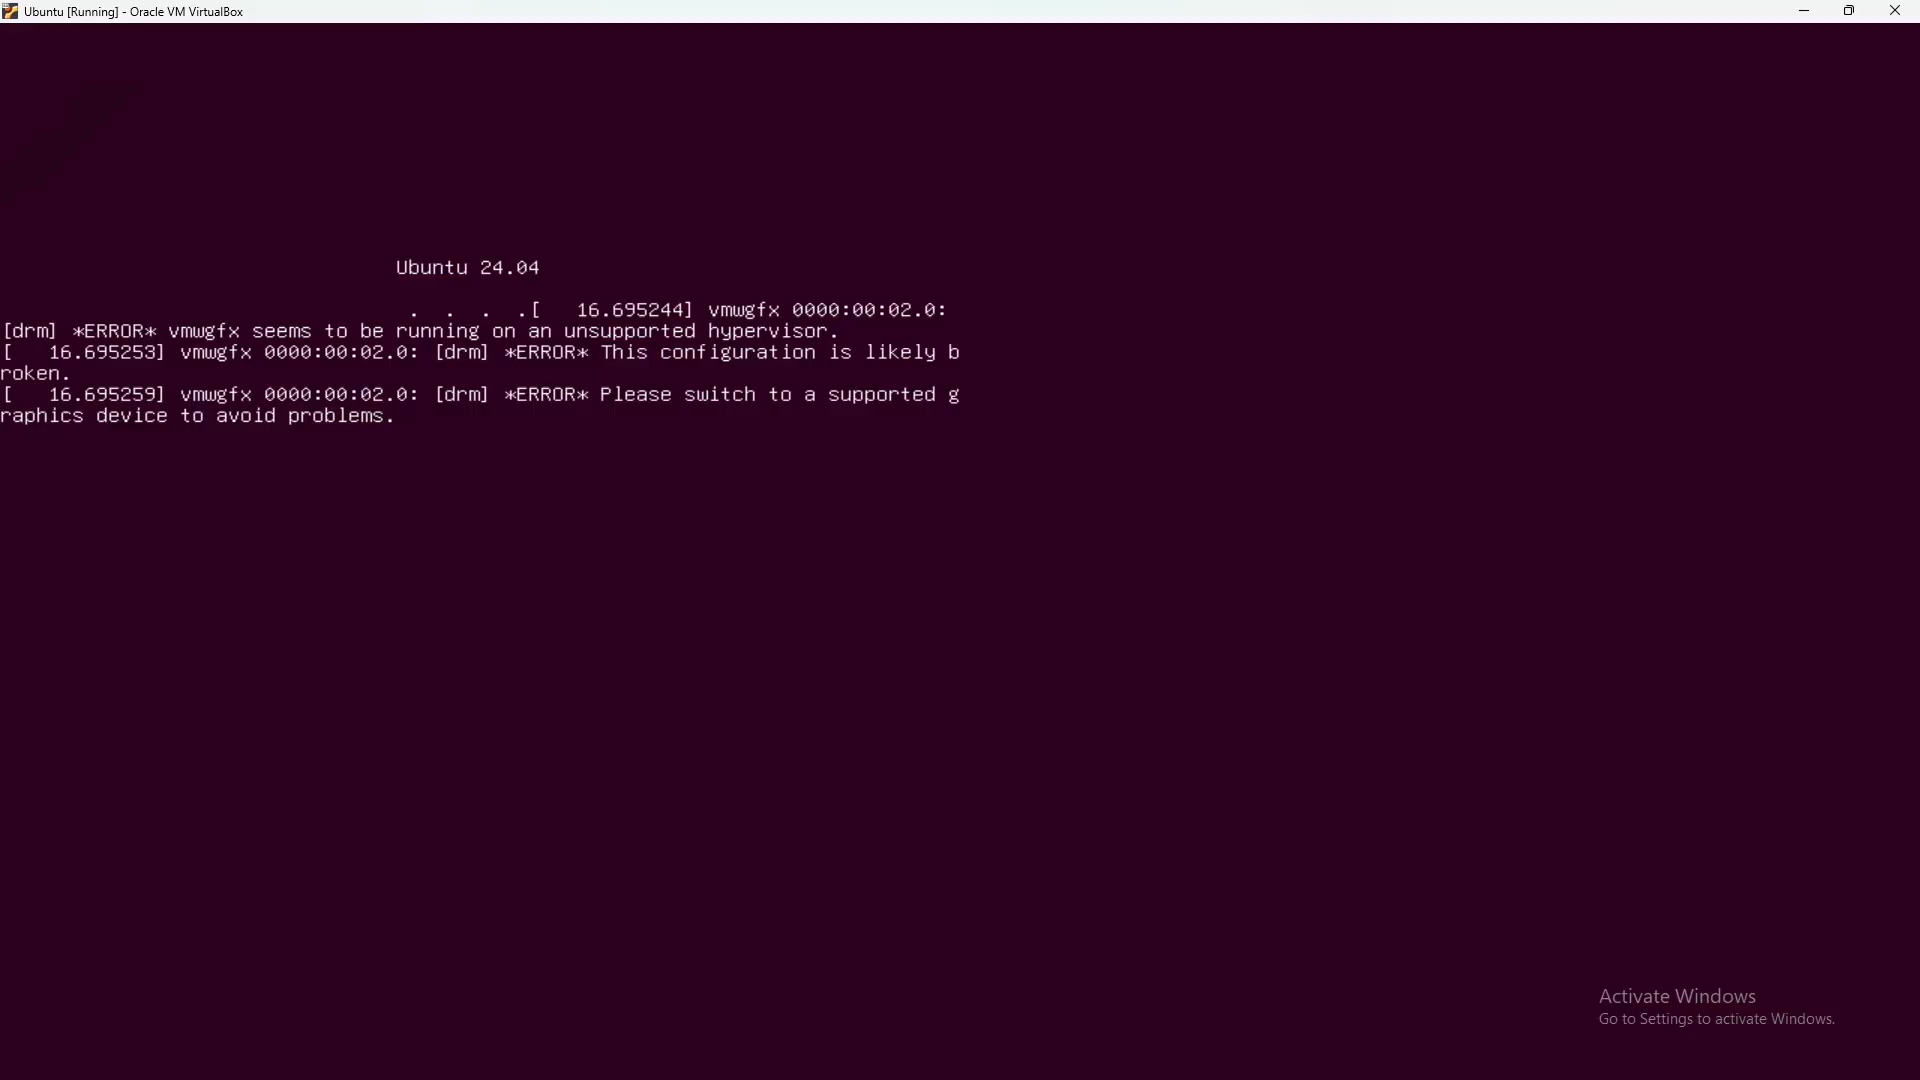 Ubuntu [Running] - Oracle VM VirtualBox
Ubuntu 24.04
. . . .[   16.695244] vmwgfx 0000:00:02.0:
[drm] *ERROR* vmwgfx seems to be running on an unsupported hypervisor.
[   16.695253] vmwgfx 0000:00:02.0: [drm] *ERROR* This configuration is likely b
roken.
[   16.695259] vmwgfx 0000:00:02.0: [drm] *ERROR* Please switch to a supported g
raphics device to avoid problems.
Activate Windows
Go to Settings to activate Windows.